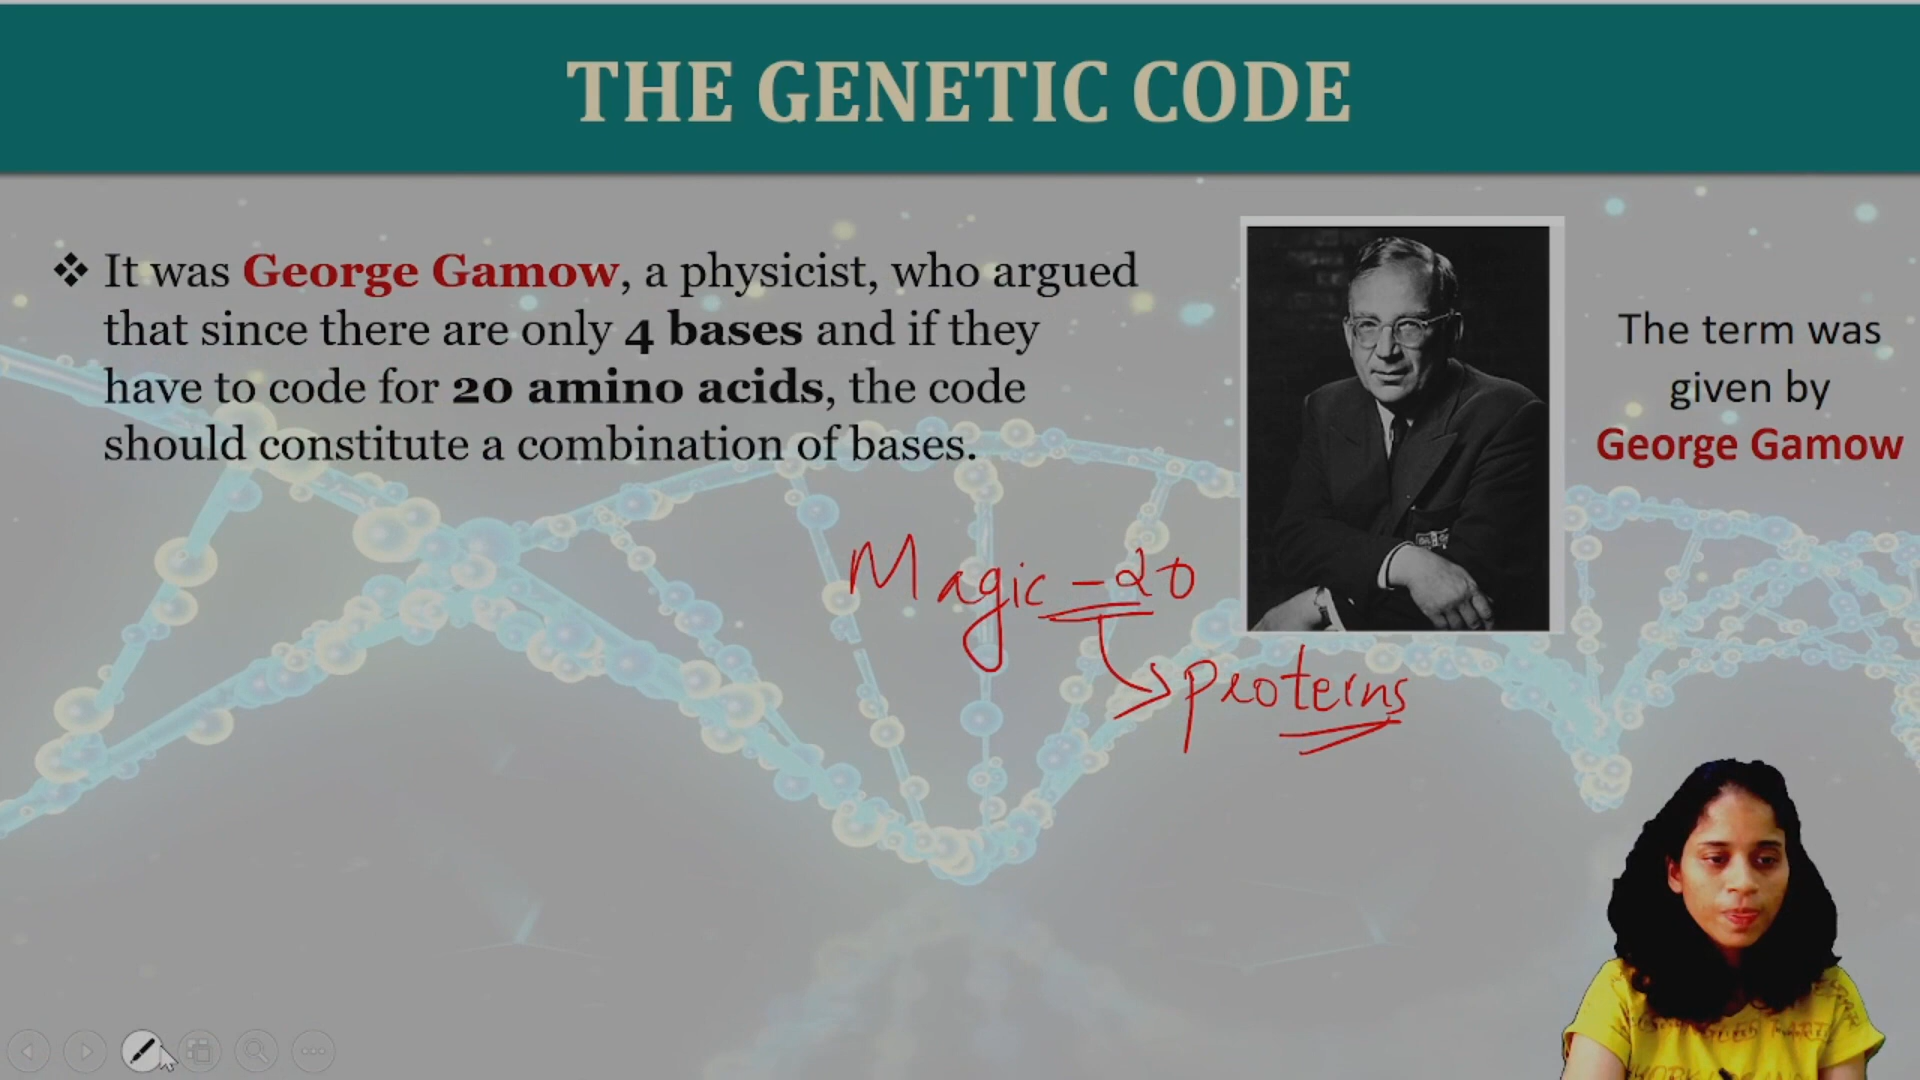 THE GENETIC CODE
❖ It was George Gamow, a physicist, who argued
that since there are only 4 bases and if they
have to code for 20 amino acids, the code
should constitute a combination of bases.
The term was
given by
George Gamow
Magic - 20
proteins